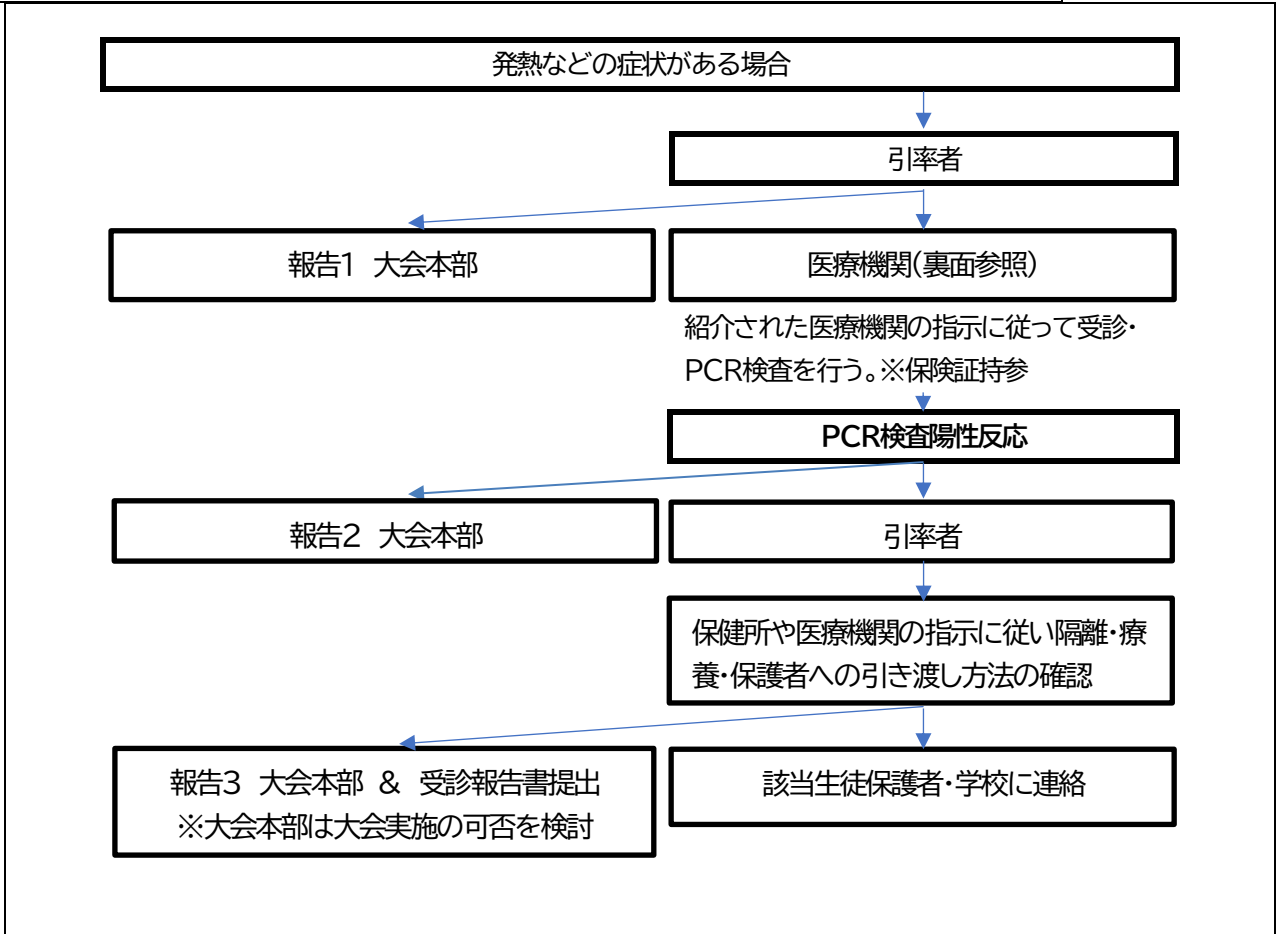 発熱などの症状がある場合
引率者
報告1 大会本部
医療機関(裏面参照)
紹介された医療機関の指示に従って受診・
PCR検査を行う。※保険証持参
PCR検査陽性反応
報告2 大会本部
引率者
保健所や医療機関の指示に従い隔離・療
養・保護者への引き渡し方法の確認
報告3 大会本部 & 受診報告書提出
※大会本部は大会実施の可否を検討
該当生徒保護者・学校に連絡